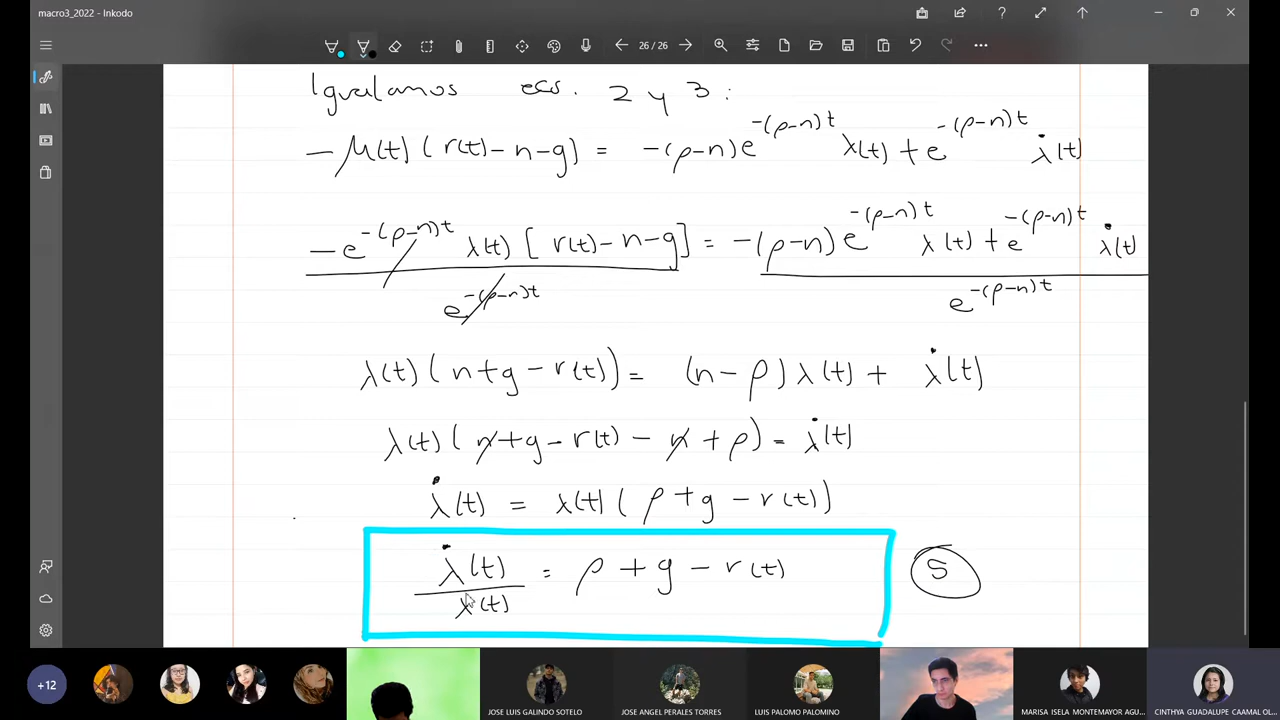 macro3_2022 - Inkodo
26/26
Igualamos ecs. 2 y 3:
-μ(t)(r(t)-n-g) = -(ρ-n)e^{-(ρ-n)t} λ(t) + e^{-(ρ-n)t} λ̇(t)
-e^{-(ρ-n)t} λ(t)[r(t)-n-g] = -(ρ-n)e^{-(ρ-n)t} λ(t) + e^{-(ρ-n)t} λ̇(t)
e^{-(ρ-n)t} e^{-(ρ-n)t}
λ(t)(n+g-r(t)) = (n-ρ)λ(t) + λ̇(t)
λ(t)(n+g-r(t)-n+ρ) = λ̇(t)
λ̇(t) = λ(t)(ρ+g-r(t))
λ̇(t)/λ(t) = ρ+g-r(t) 5
+12
JOSE LUIS GALINDO SOTELO
JOSE ANGEL PERALES TORRES
LUIS PALOMO PALOMINO
MARISA ISELA MONTEMAYOR AGU...
CINTHYA GUADALUPE CAAMAL OL...